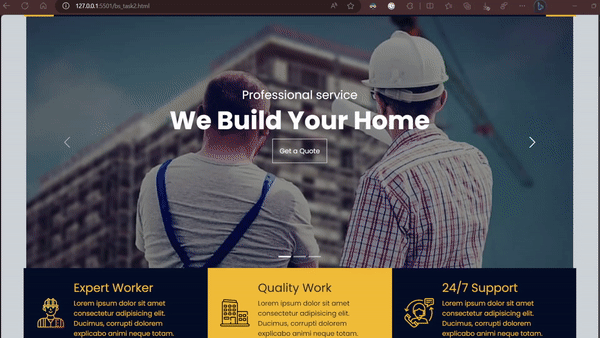 127.0.0.1:5501/bs_task2.html
Professional service
We Build Your Home
Get a Quote
Expert Worker
Lorem ipsum dolor sit amet
consectetur adipisicing elit.
Ducimus, corrupti dolorem
explicabo animi neque totam.
Quality Work
Lorem ipsum dolor sit amet
consectetur adipisicing elit.
Ducimus, corrupti dolorem
explicabo animi neque totam.
24/7 Support
Lorem ipsum dolor sit amet
consectetur adipisicing elit.
Ducimus, corrupti dolorem
explicabo animi neque totam.